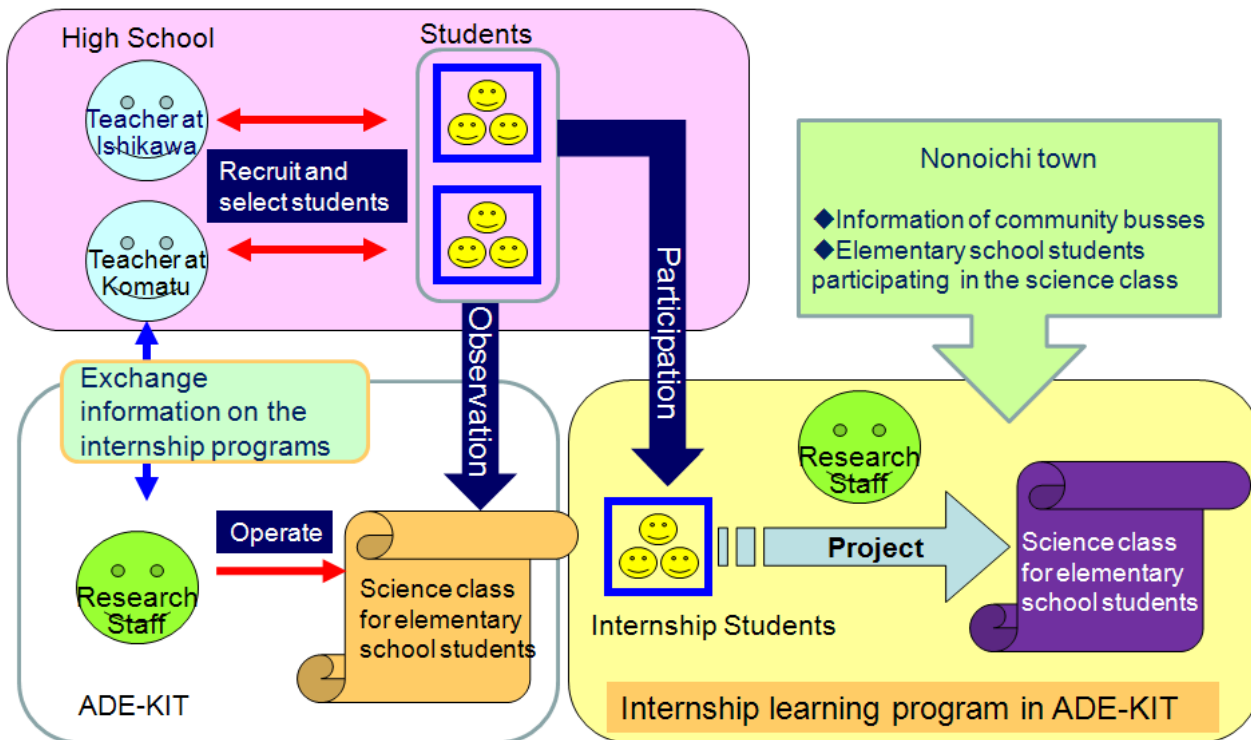 High School
Students
Teacher at
Ishikawa
Recruit and
select students
Teacher at
Komatu
Observation
Participation
Nonoichi town
◆Information of community busses
◆Elementary school students
participating in the science class
Exchange
information on the
internship programs
Research
Staff
Operate
Science class
for elementary
school students
ADE-KIT
Research
Staff
Internship Students
Project
Science class
for elementary
school students
Internship learning program in ADE-KIT